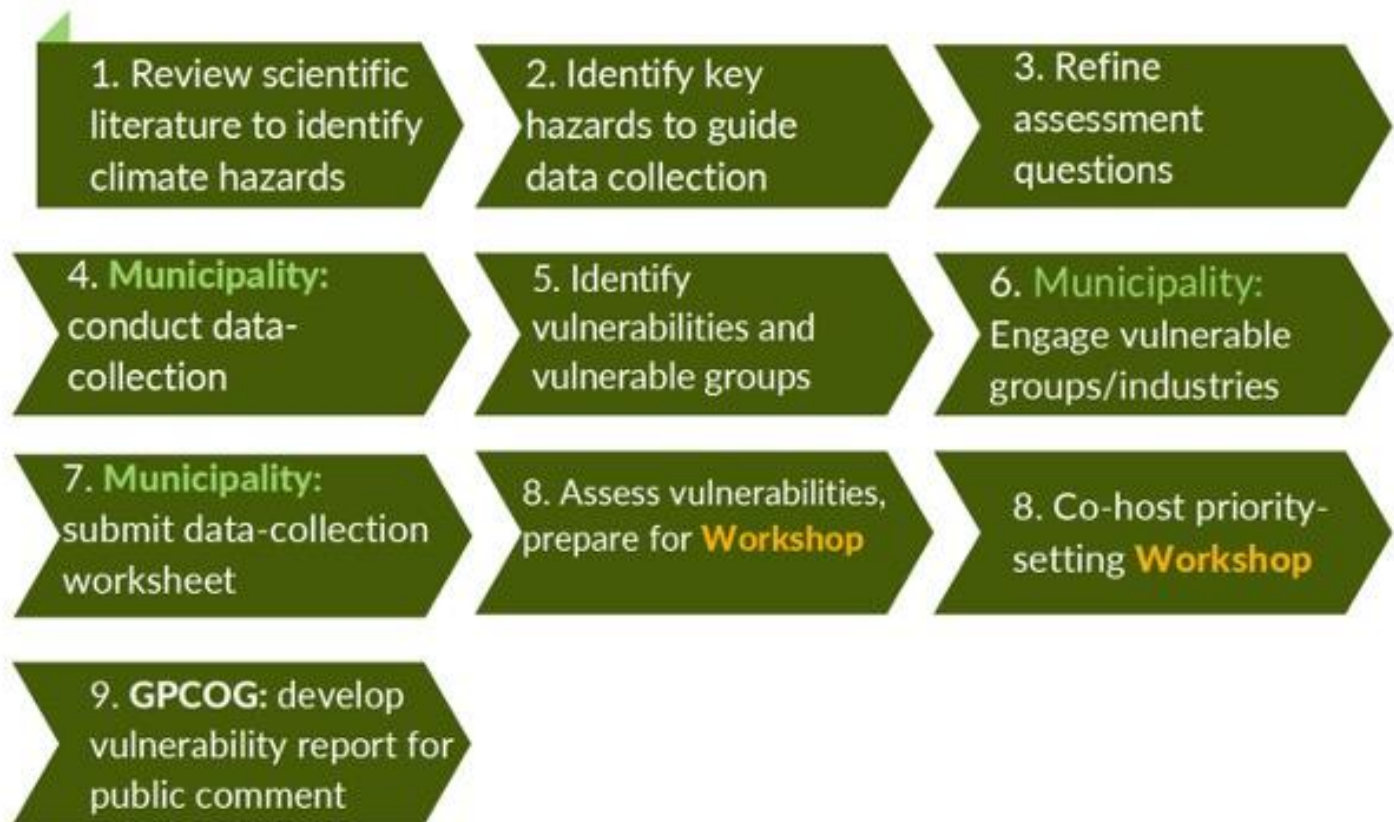 1. Review scientific
literature to identify
climate hazards
2. Identify key
hazards to guide
data collection
3. Refine
assessment
questions
4. Municipality:
conduct data-
collection
5. Identify
vulnerabilities and
vulnerable groups
6. Municipality:
Engage vulnerable
groups/industries
7. Municipality:
submit data-collection
worksheet
8. Assess vulnerabilities,
prepare for Workshop
8. Co-host priority-
setting Workshop
9. GPCOG: develop
vulnerability report for
public comment